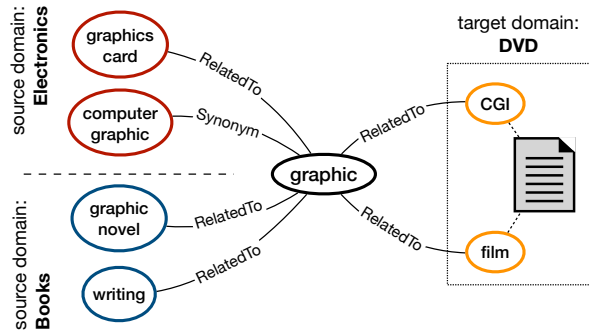 source domain:
Electronics
graphics
card
RelatedTo
computer
graphic
Synonym
source domain:
Books
graphic
novel
RelatedTo
writing
RelatedTo
graphic
target domain:
DVD
RelatedTo
CGI
RelatedTo
film